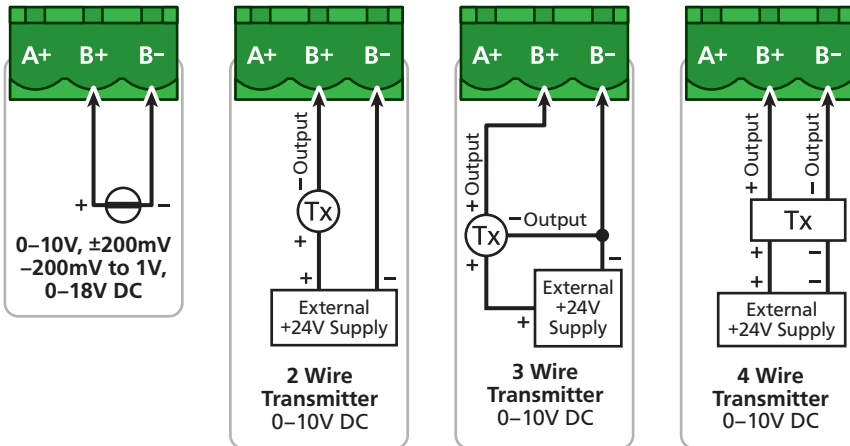 A+ B+ B–
+ –
0–10V, ±200mV
–200mV to 1V,
0–18V DC
A+ B+ B–
– Output
Tx
+
+ –
External
+24V Supply
2 Wire
Transmitter
0–10V DC
A+ B+ B–
+ Output
– Output
Tx
+
–
+
External
+24V
Supply
3 Wire
Transmitter
0–10V DC
A+ B+ B–
+ Output
– Output
Tx
+ –
+ –
External
+24V Supply
4 Wire
Transmitter
0–10V DC